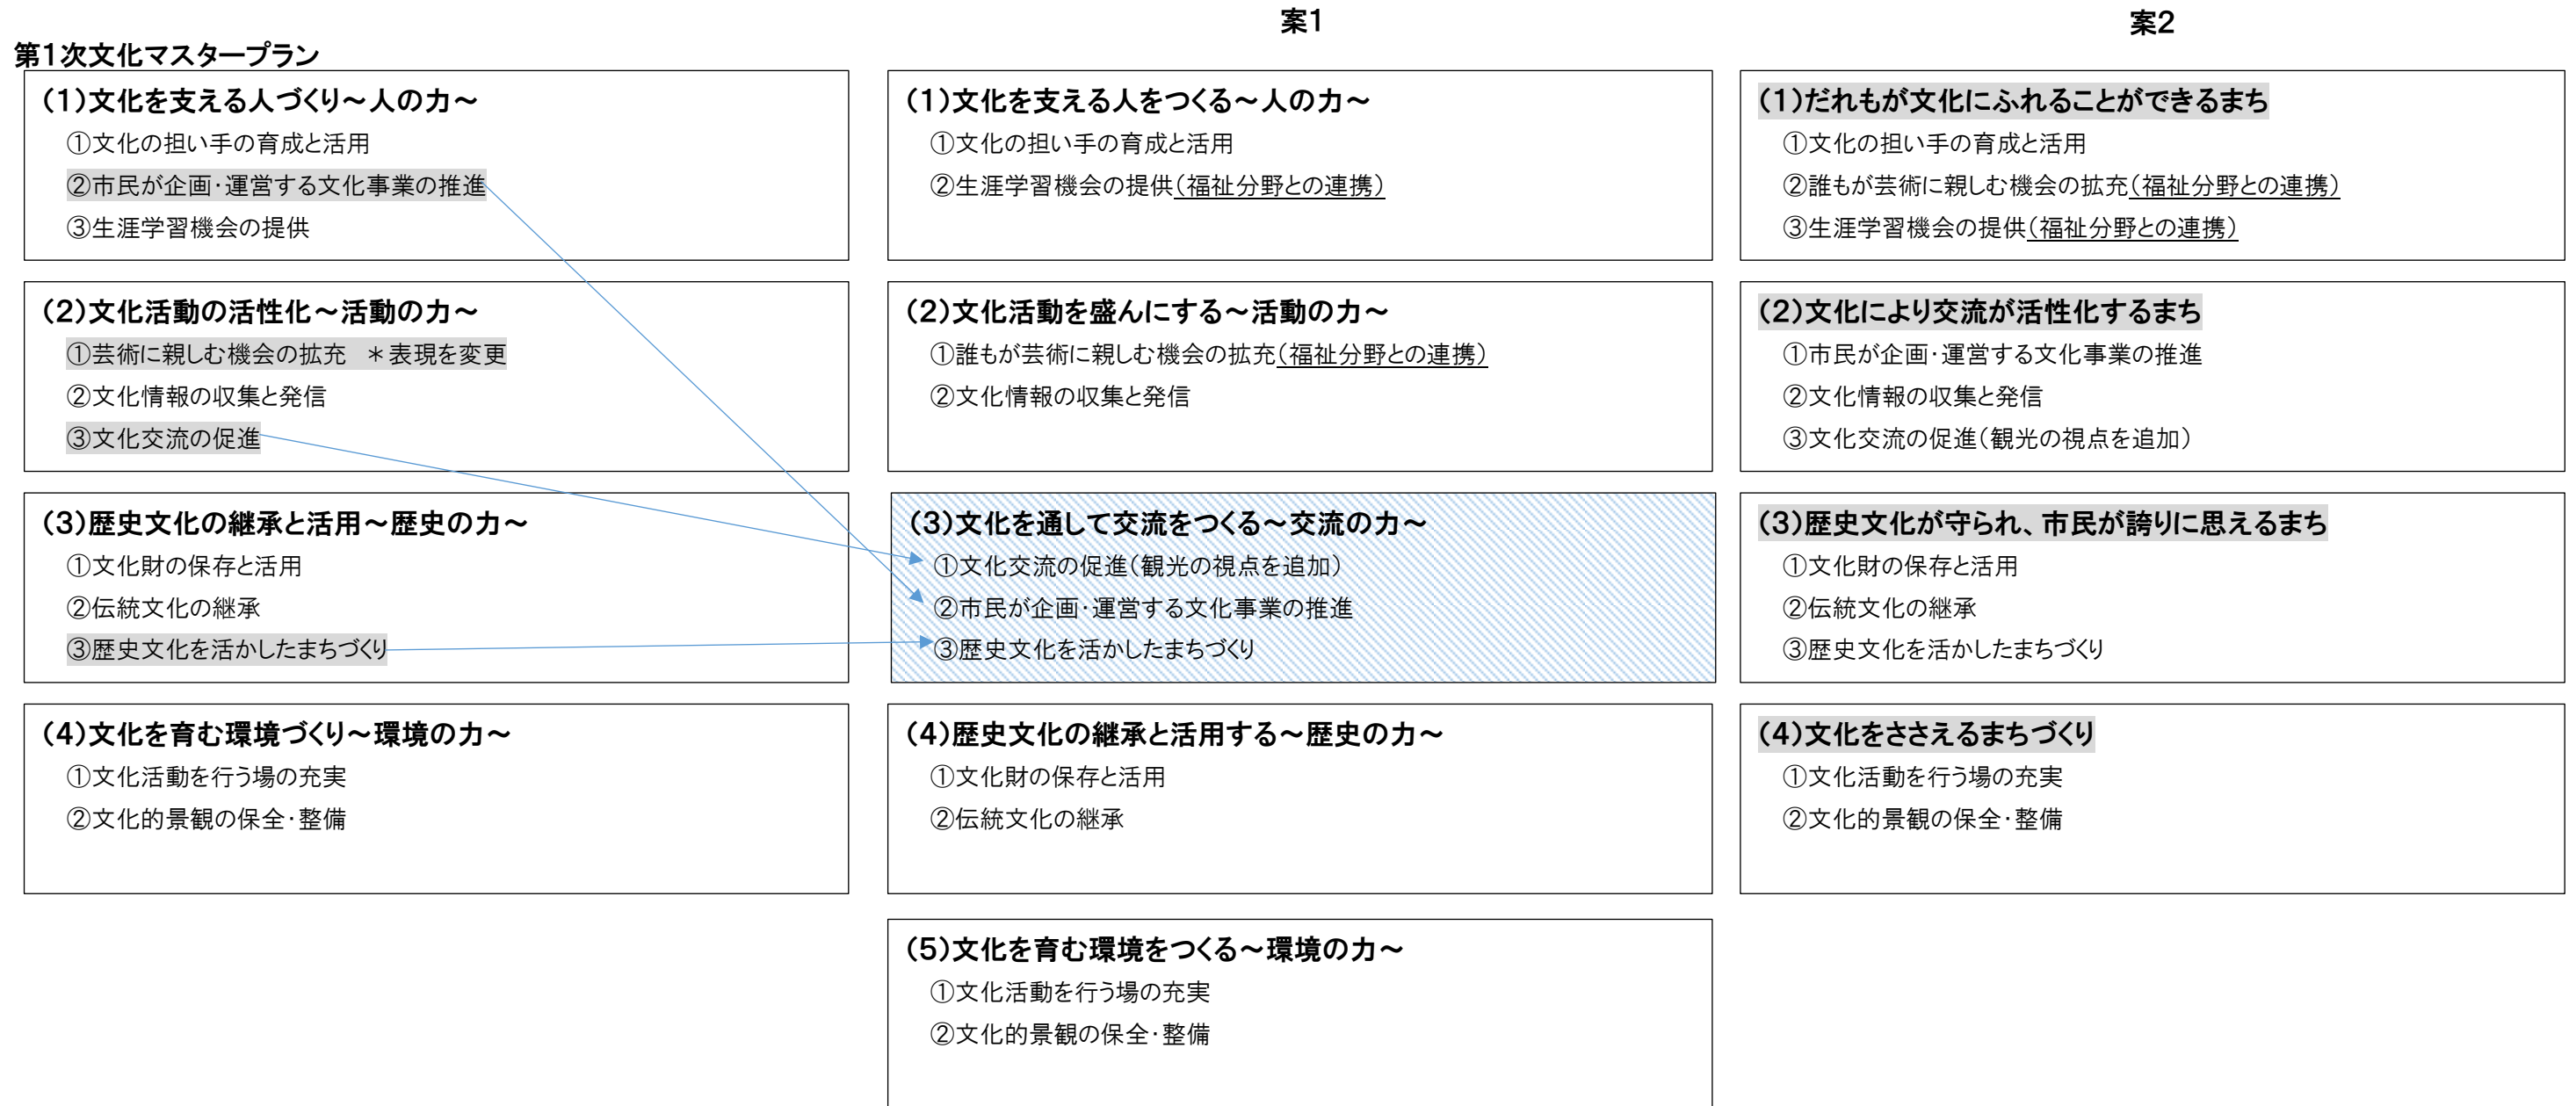 案1
案2
第1次文化マスタープラン
(1)文化を支える人づくり～人の力～
①文化の担い手の育成と活用
②市民が企画・運営する文化事業の推進
③生涯学習機会の提供
(2)文化活動の活性化～活動の力～
①芸術に親しむ機会の拡充　＊表現を変更
②文化情報の収集と発信
③文化交流の促進
(3)歴史文化の継承と活用～歴史の力～
①文化財の保存と活用
②伝統文化の継承
③歴史文化を活かしたまちづくり
(4)文化を育む環境づくり～環境の力～
①文化活動を行う場の充実
②文化的景観の保全・整備
(1)文化を支える人をつくる～人の力～
①文化の担い手の育成と活用
②生涯学習機会の提供(福祉分野との連携)
(2)文化活動を盛んにする～活動の力～
①誰もが芸術に親しむ機会の拡充(福祉分野との連携)
②文化情報の収集と発信
(3)文化を通して交流をつくる～交流の力～
①文化交流の促進(観光の視点を追加)
②市民が企画・運営する文化事業の推進
③歴史文化を活かしたまちづくり
(4)歴史文化の継承と活用する～歴史の力～
①文化財の保存と活用
②伝統文化の継承
(5)文化を育む環境をつくる～環境の力～
①文化活動を行う場の充実
②文化的景観の保全・整備
(1)だれもが文化にふれることができるまち
①文化の担い手の育成と活用
②誰もが芸術に親しむ機会の拡充(福祉分野との連携)
③生涯学習機会の提供(福祉分野との連携)
(2)文化により交流が活性化するまち
①市民が企画・運営する文化事業の推進
②文化情報の収集と発信
③文化交流の促進(観光の視点を追加)
(3)歴史文化が守られ、市民が誇りに思えるまち
①文化財の保存と活用
②伝統文化の継承
③歴史文化を活かしたまちづくり
(4)文化をささえるまちづくり
①文化活動を行う場の充実
②文化的景観の保全・整備